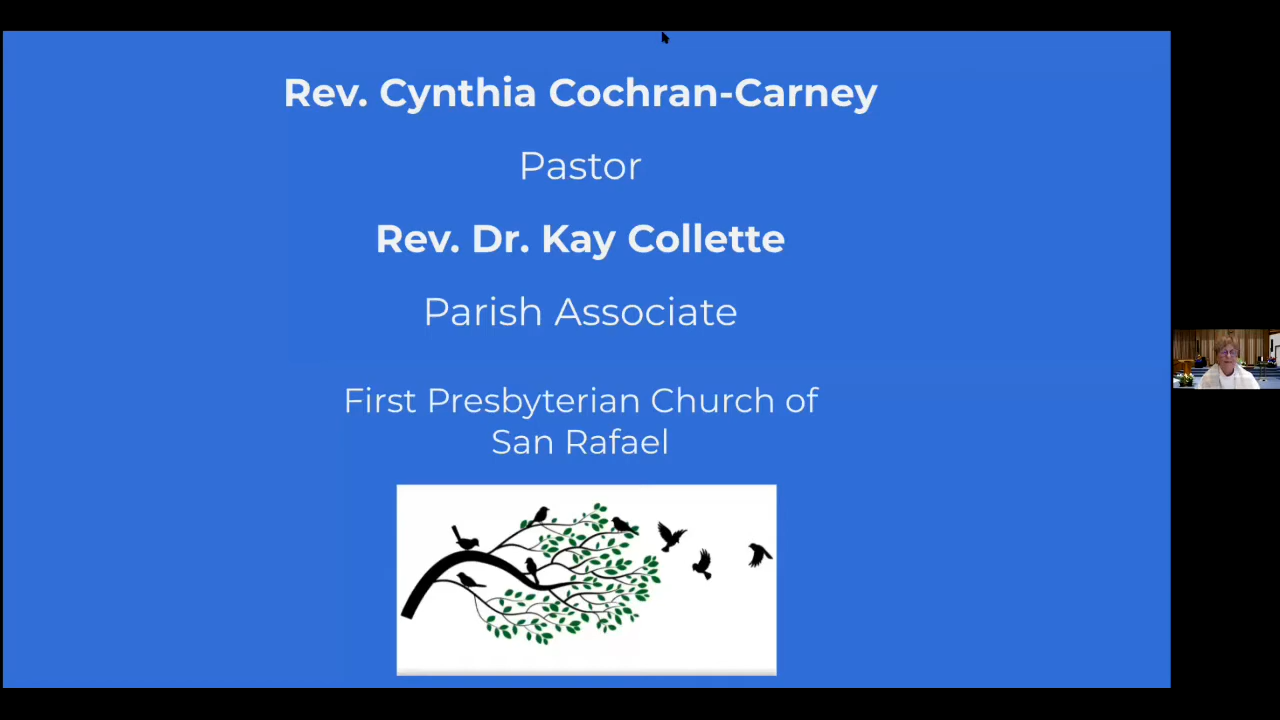 Rev. Cynthia Cochran-Carney
Pastor
Rev. Dr. Kay Collette
Parish Associate
First Presbyterian Church of
San Rafael